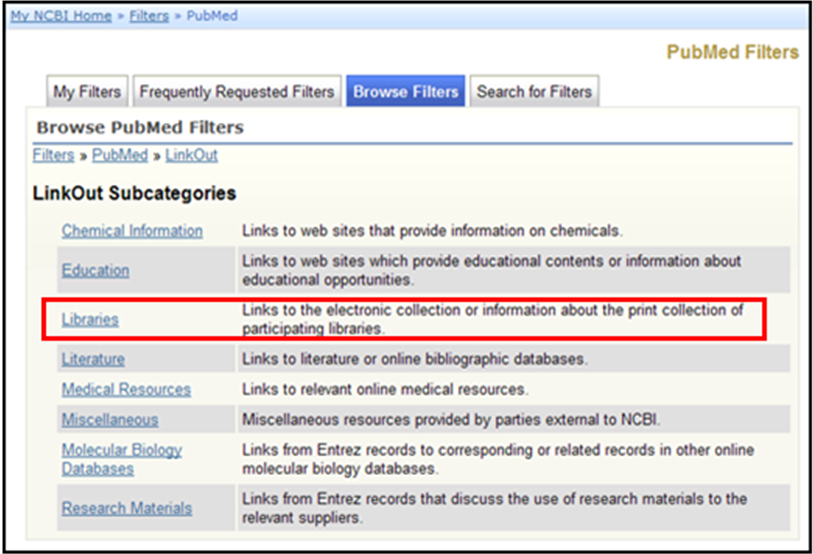 My NCBI Home » Filters » PubMed
PubMed Filters
My Filters Frequently Requested Filters Browse Filters Search for Filters
Browse PubMed Filters
Filters » PubMed » LinkOut
LinkOut Subcategories
Chemical Information Links to web sites that provide information on chemicals.
Education Links to web sites which provide educational contents or information about
educational opportunities.
Libraries Links to the electronic collection or information about the print collection of
participating libraries.
Literature Links to literature or online bibliographic databases.
Medical Resources Links to relevant online medical resources.
Miscellaneous Miscellaneous resources provided by parties external to NCBI.
Molecular Biology Links from Entrez records to corresponding or related records in other online
Databases molecular biology databases.
Research Materials Links from Entrez records that discuss the use of research materials to the
relevant suppliers.